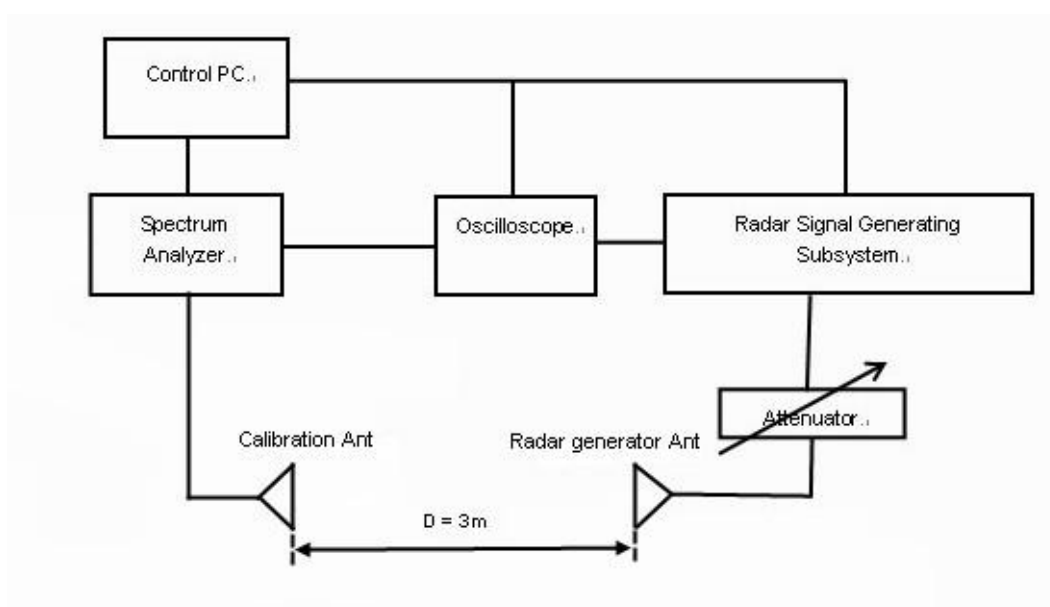 Control PC.
Spectrum
Analyzer.
Oscilloscope.
Radar Signal Generating
Subsystem.
Attenuator.
Calibration Ant
Radar generator Ant
D = 3m